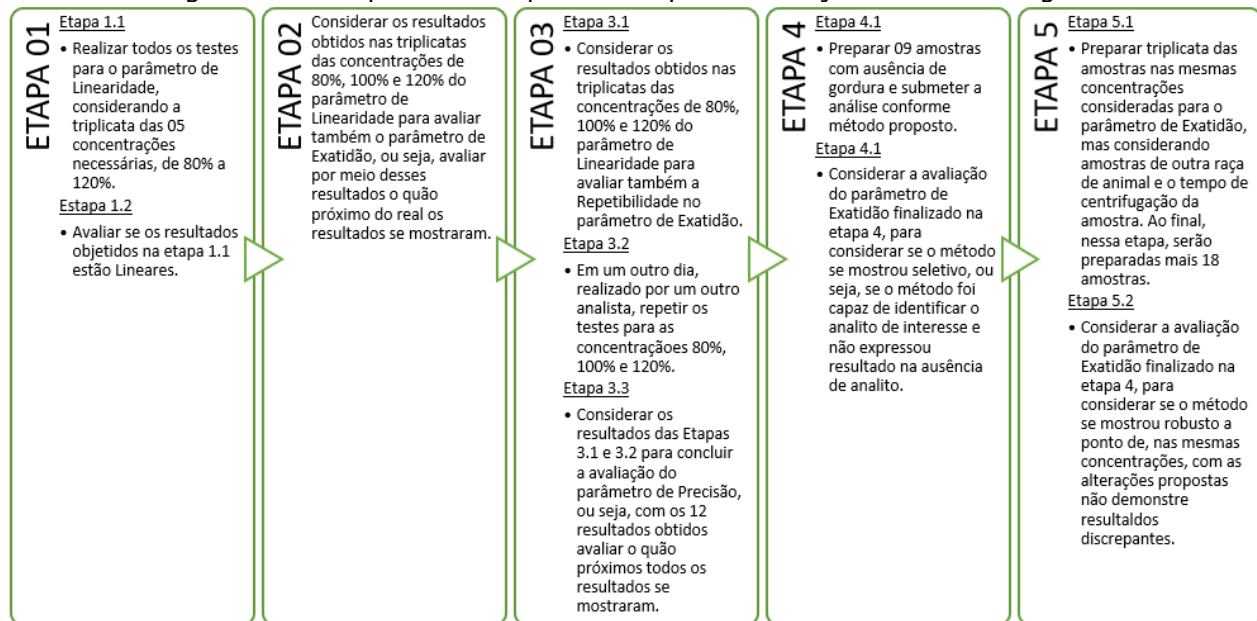 ETAPA 01
Etapa 1.1
• Realizar todos os testes
para o parâmetro de
Linearidade,
considerando a
triplicata das 05
concentrações
necessárias, de 80% a
120%.
Estapa 1.2
• Avaliar se os resultados
objetidos na etapa 1.1
estão Lineares.
ETAPA 02
Considerar os resultados
obtidos nas triplicatas
das concentrações de
80%, 100% e 120% do
parâmetro de
Linearidade para avaliar
também o parâmetro de
Exatidão, ou seja, avaliar
por meio desses
resultados o quão
próximo do real os
resultados se mostraram.
ETAPA 03
Etapa 3.1
• Considerar os
resultados obtidos nas
triplicatas das
concentrações de 80%,
100% e 120% do
parâmetro de
Linearidade para
avaliar também a
Repetibilidade no
parâmetro de Exatidão.
Etapa 3.2
• Em um outro dia,
realizado por um outro
analista, repetir os
testes para as
concentraçãoes 80%,
100% e 120%.
Etapa 3.3
• Considerar os
resultados das Etapas
3.1 e 3.2 para concluir
a avaliação do
parâmetro de Precisão,
ou seja, com os 12
resultados obtidos
avaliar o quão
próximos todos os
resultados se
mostraram.
ETAPA 4
Etapa 4.1
• Preparar 09 amostras
com ausência de
gordura e submeter a
análise conforme
método proposto.
Etapa 4.1
• Considerar a avaliação
do parâmetro de
Exatidão finalizado na
etapa 4, para
considerar se o método
se mostrou seletivo, ou
seja, se o método foi
capaz de identificar o
analito de interesse e
não expressou
resultado na ausência
de analito.
ETAPA 5
Etapa 5.1
• Preparar triplicata das
amostras nas mesmas
concentrações
consideradas para o
parâmetro de Exatidão,
mas considerando
amostras de outra raça
de animal e o tempo de
centrifugação da
amostra. Ao final,
nessa etapa, serão
preparadas mais 18
amostras.
Etapa 5.2
• Considerar a avaliação
do parâmetro de
Exatidão finalizado na
etapa 4, para
considerar se o método
se mostrou robusto a
ponto de, nas mesmas
concentrações, com as
alterações propostas
não demonstre
resultaldos
discrepantes.